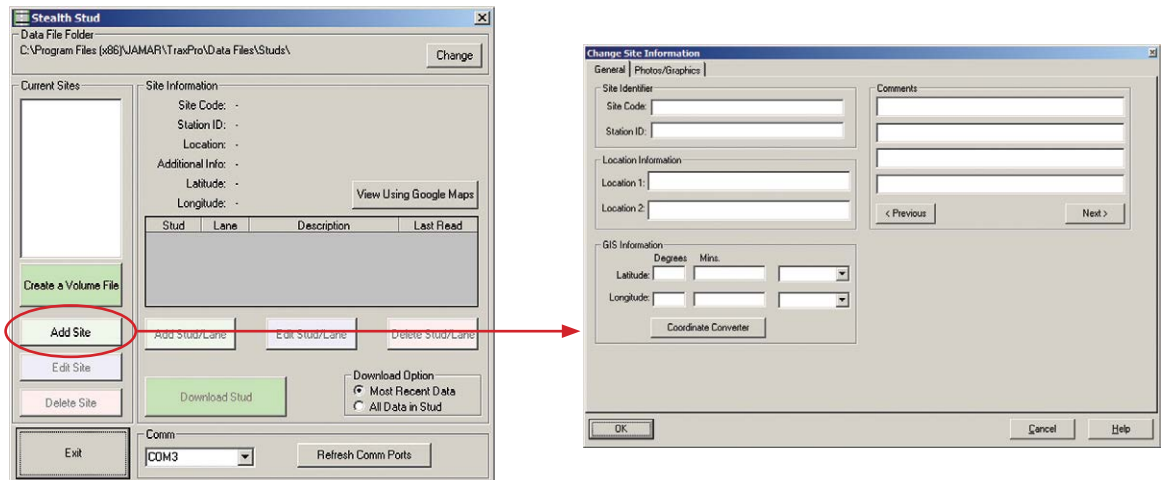 Stealth Stud
Data File Folder
C:\Program Files (x86)\JAMAR\TraxPro\Data Files\Studs\
Change
Current Sites
Site Information
Site Code: -
Station ID: -
Location: -
Additional Info: -
Latitude: -
Longitude: -
View Using Google Maps
Stud Lane Description Last Read
Create a Volume File
Add Site
Add Stud/Lane
Edit Stud/Lane
Delete Stud/Lane
Edit Site
Delete Site
Download Stud
Download Option
Most Recent Data
All Data in Stud
Exit
Comm
COM3
Refresh Comm Ports
Change Site Information
General Photos/Graphics
Site Identifier
Site Code:
Station ID:
Location Information
Location 1:
Location 2:
GIS Information
Degrees Mins.
Latitude:
Longitude:
Coordinate Converter
Comments
< Previous
Next >
OK
Cancel
Help